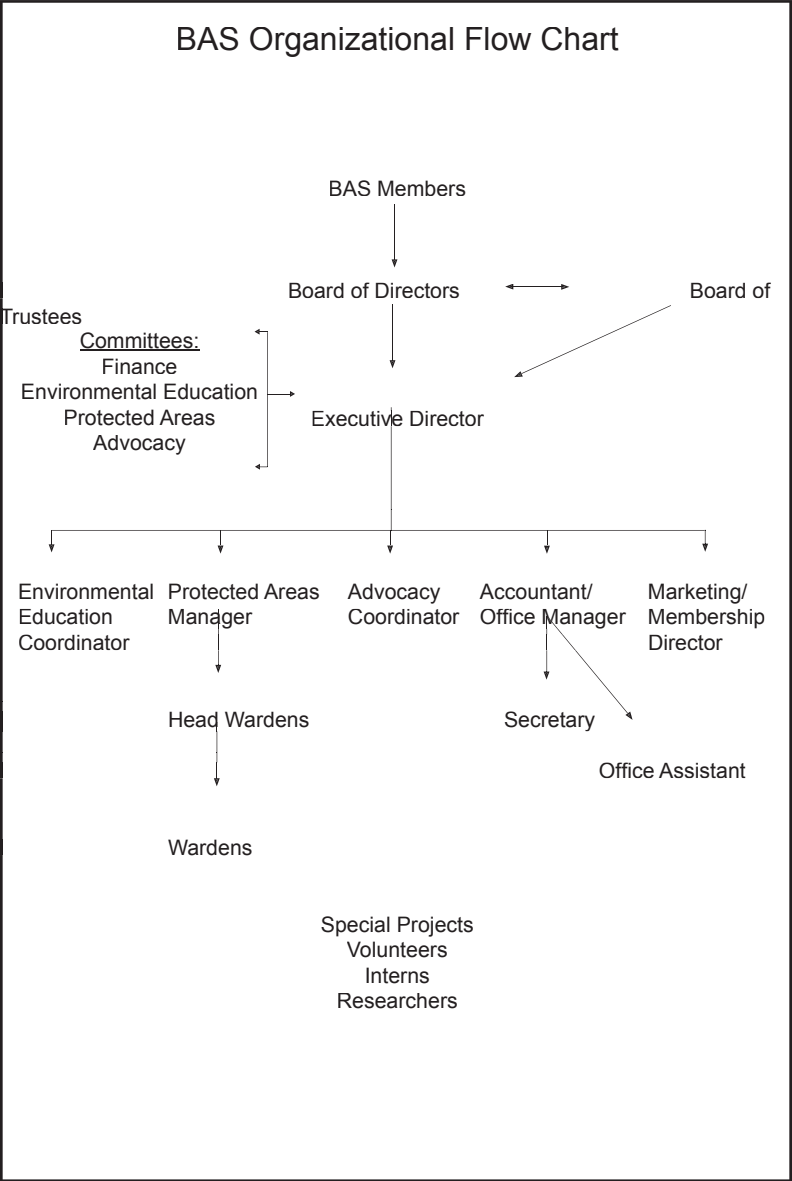 BAS Organizational Flow Chart
BAS Members
Board of Directors Board of
Trustees
Committees:
Finance
Environmental Education
Protected Areas
Advocacy
Executive Director
Environmental
Education
Coordinator
Protected Areas
Manager
Advocacy
Coordinator
Accountant/
Office Manager
Marketing/
Membership
Director
Head Wardens
Secretary
Office Assistant
Wardens
Special Projects
Volunteers
Interns
Researchers